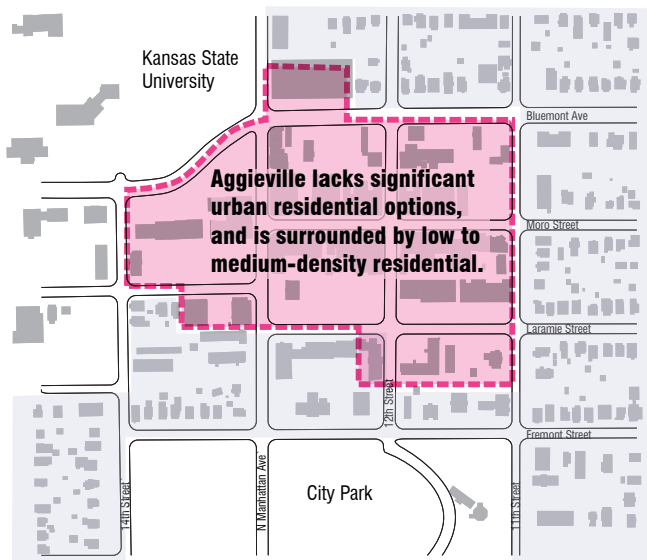 Kansas State
University
Bluemont Ave
Aggieville lacks significant
urban residential options,
and is surrounded by low to
medium-density residential.
Moro Street
Laramie Street
12th Street
Fremont Street
14th Street
N Manhattan Ave
City Park
11th Street